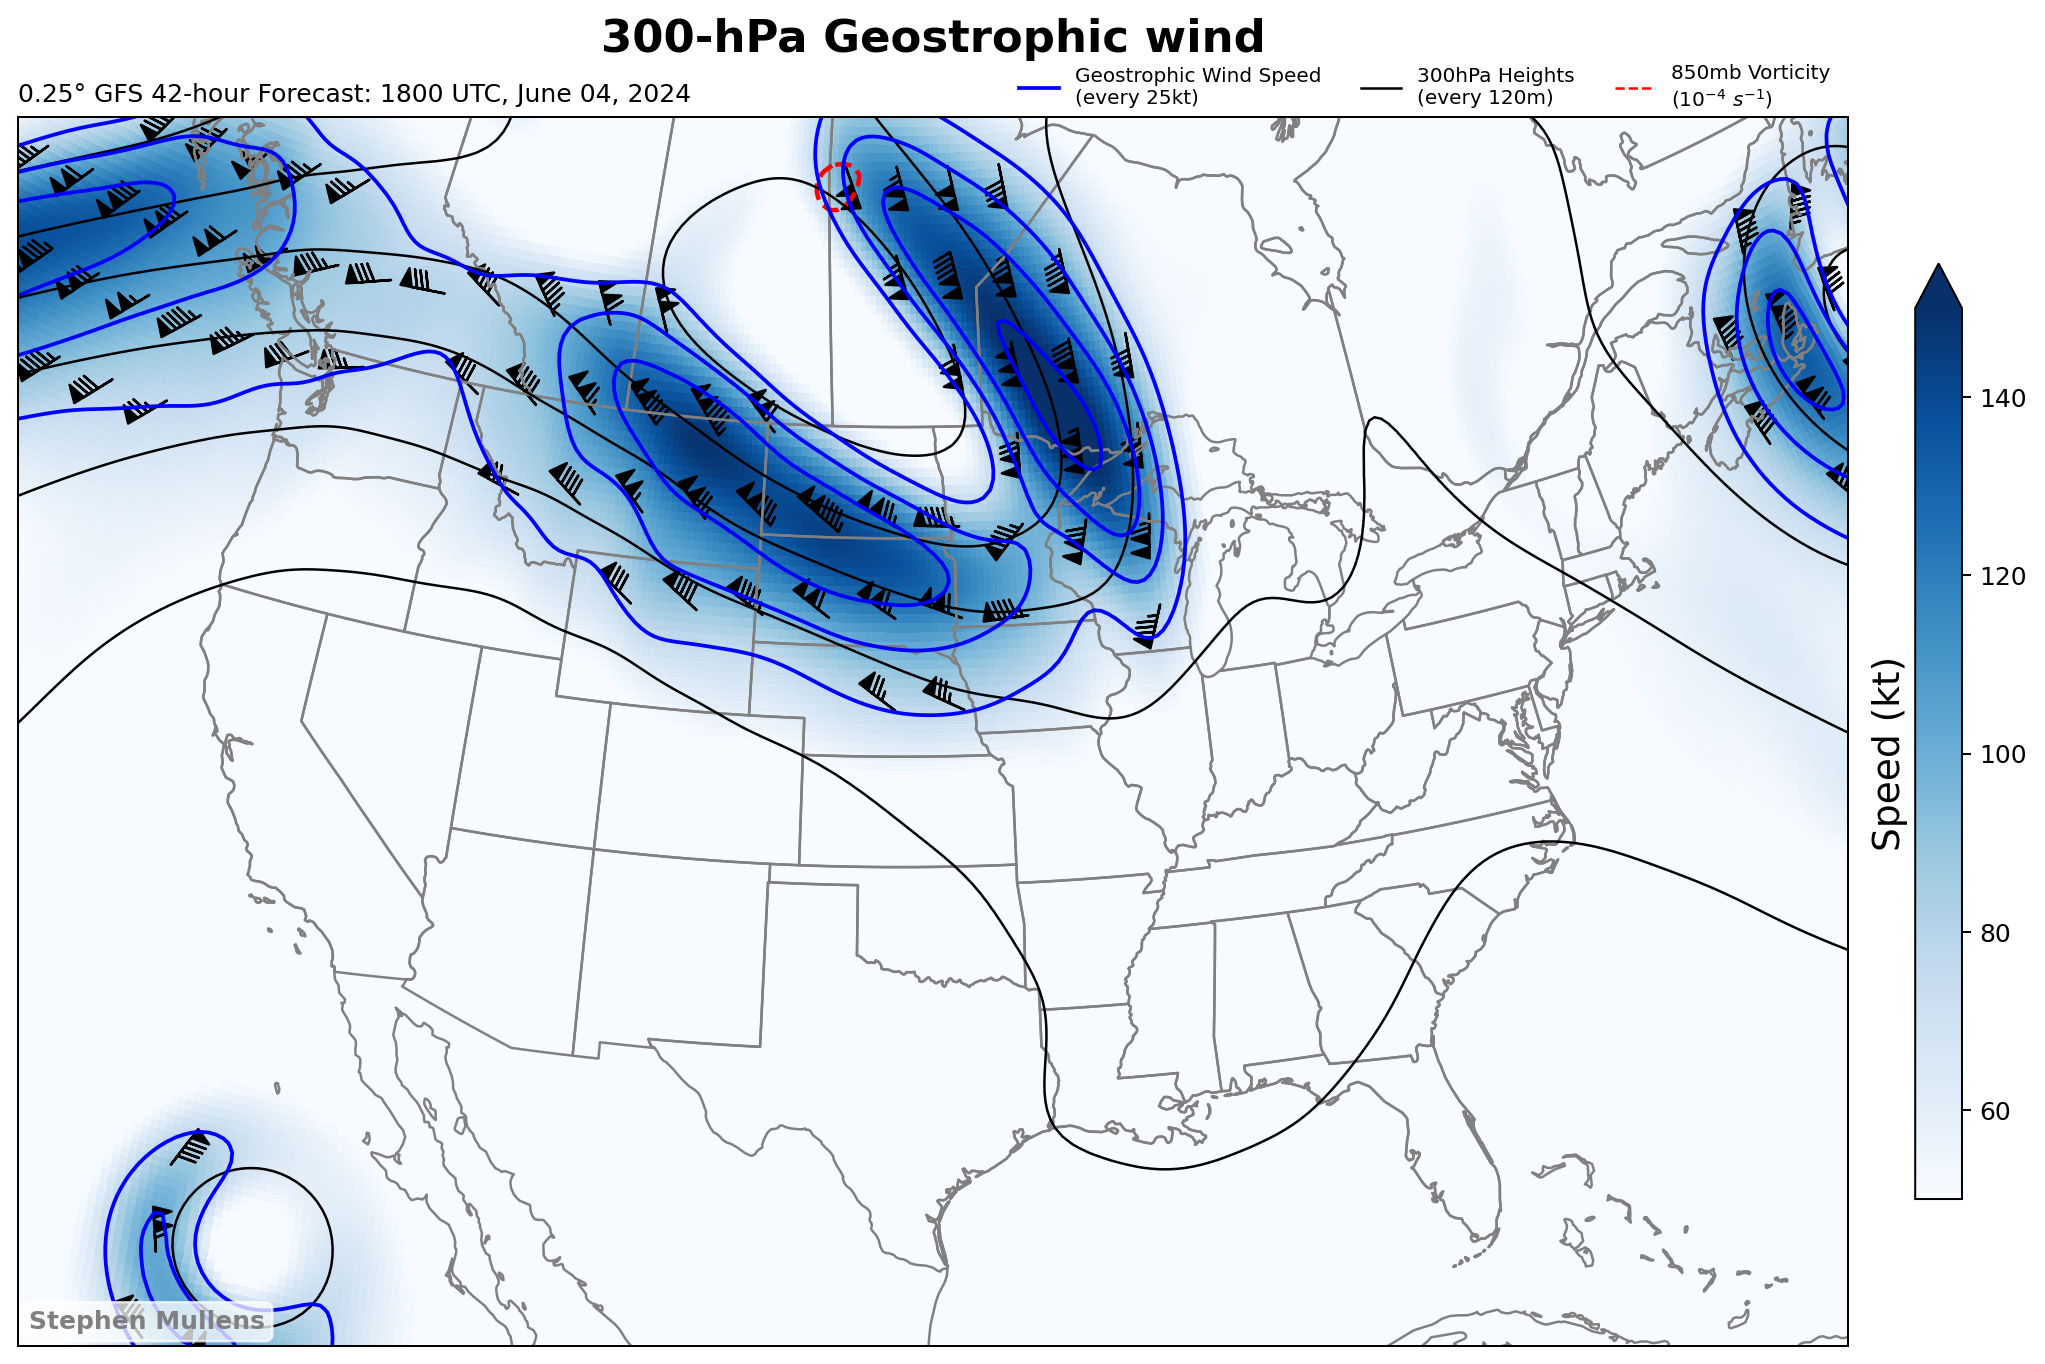 300-hPa Geostrophic wind
0.25° GFS 42-hour Forecast: 1800 UTC, June 04, 2024
Geostrophic Wind Speed
(every 25kt)
300hPa Heights
(every 120m)
850mb Vorticity
(10⁻⁴ s⁻¹)
140
120
100
80
60
Speed (kt)
Stephen Mullens